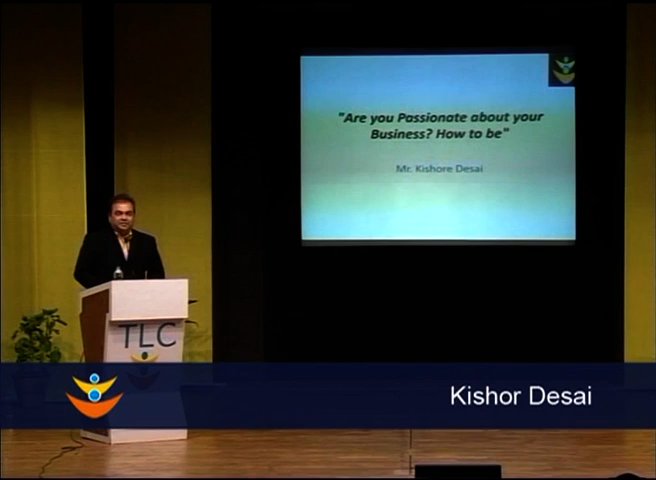 "Are you Passionate about your
Business? How to be"
Mr. Kishore Desai
TLC
Kishor Desai